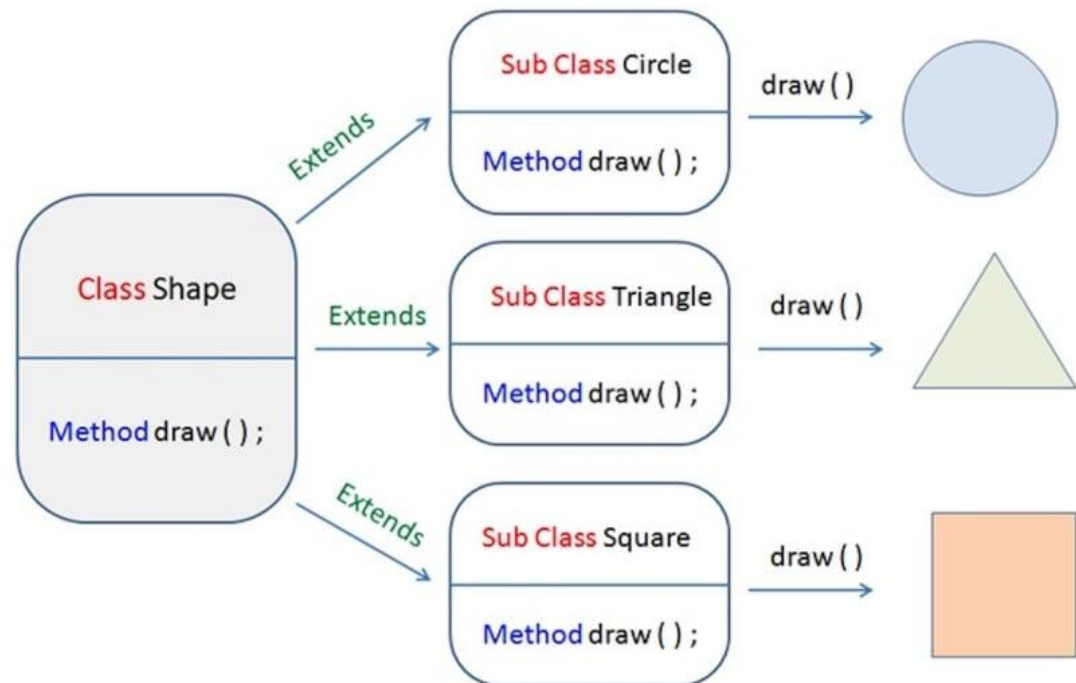 Class Shape
Method draw ( ) ;
Extends
Sub Class Circle
Method draw ( ) ;
draw ( )
Extends
Sub Class Triangle
Method draw ( ) ;
draw ( )
Extends
Sub Class Square
Method draw ( ) ;
draw ( )